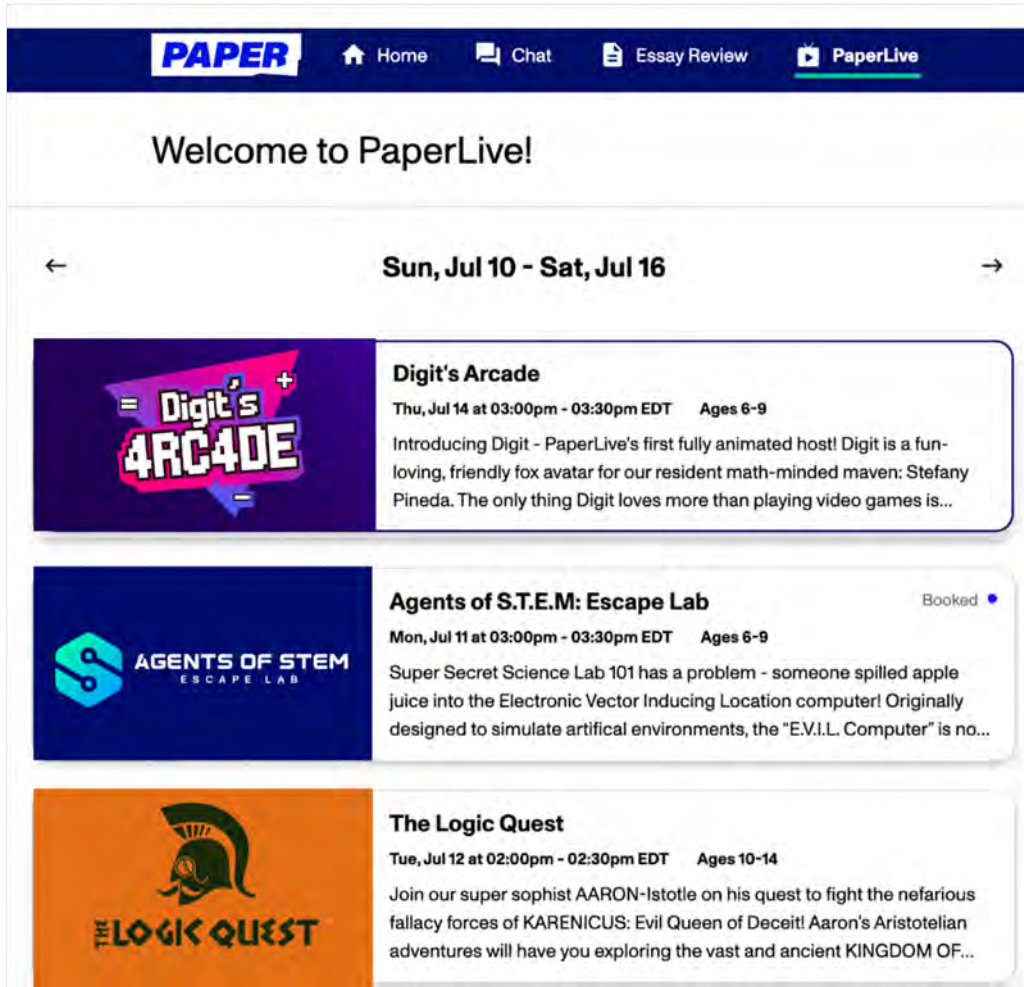 PAPER
Home
Chat
Essay Review
PaperLive
Welcome to PaperLive!
← Sun, Jul 10 - Sat, Jul 16 →
Digit's
4RC4DE
Digit's Arcade
Thu, Jul 14 at 03:00pm - 03:30pm EDT Ages 6-9
Introducing Digit - PaperLive's first fully animated host! Digit is a fun-
loving, friendly fox avatar for our resident math-minded maven: Stefany
Pineda. The only thing Digit loves more than playing video games is...
AGENTS OF STEM
ESCAPE LAB
Agents of S.T.E.M: Escape Lab
Booked
Mon, Jul 11 at 03:00pm - 03:30pm EDT Ages 6-9
Super Secret Science Lab 101 has a problem - someone spilled apple
juice into the Electronic Vector Inducing Location computer! Originally
designed to simulate artifical environments, the "E.V.I.L. Computer" is no...
THE LOGIC QUEST
The Logic Quest
Tue, Jul 12 at 02:00pm - 02:30pm EDT Ages 10-14
Join our super sophist AARON-Istotle on his quest to fight the nefarious
fallacy forces of KARENICUS: Evil Queen of Deceit! Aaron's Aristotelian
adventures will have you exploring the vast and ancient KINGDOM OF...